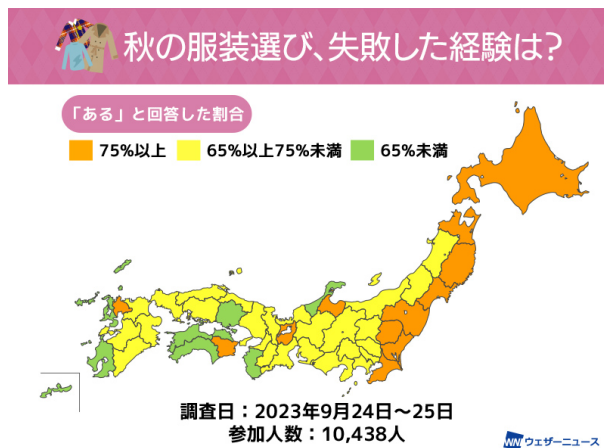 秋の服装選び、失敗した経験は?
「ある」と回答した割合
75%以上 65%以上75%未満 65%未満
調査日：2023年9月24日～25日
参加人数：10,438人
WN ウェザーニュース